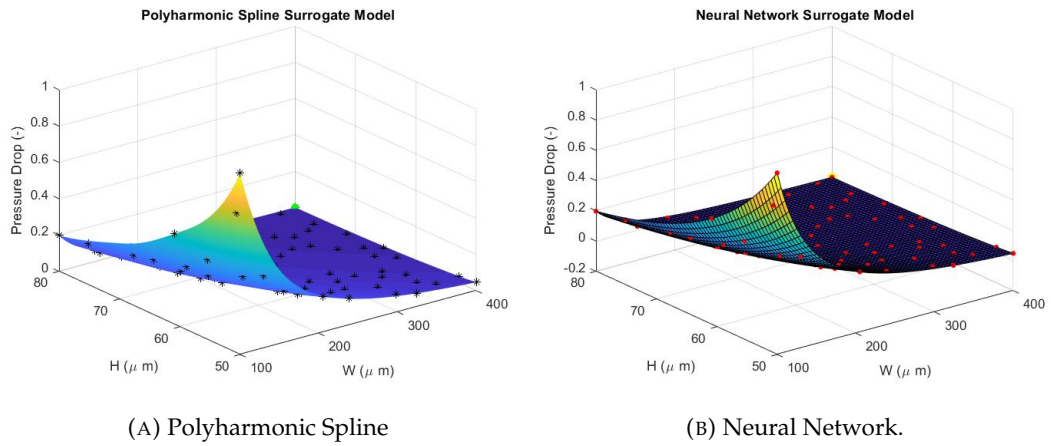 Polyharmonic Spline Surrogate Model
Pressure Drop (-)
1
0.8
0.6
0.4
0.2
0
80
70
60
50
H (μ m)
100
200
300
400
W (μ m)
(A) Polyharmonic Spline
Neural Network Surrogate Model
Pressure Drop (-)
1
0.8
0.6
0.4
0.2
0
-0.2
80
70
60
50
H (μ m)
100
200
300
400
W (μ m)
(B) Neural Network.